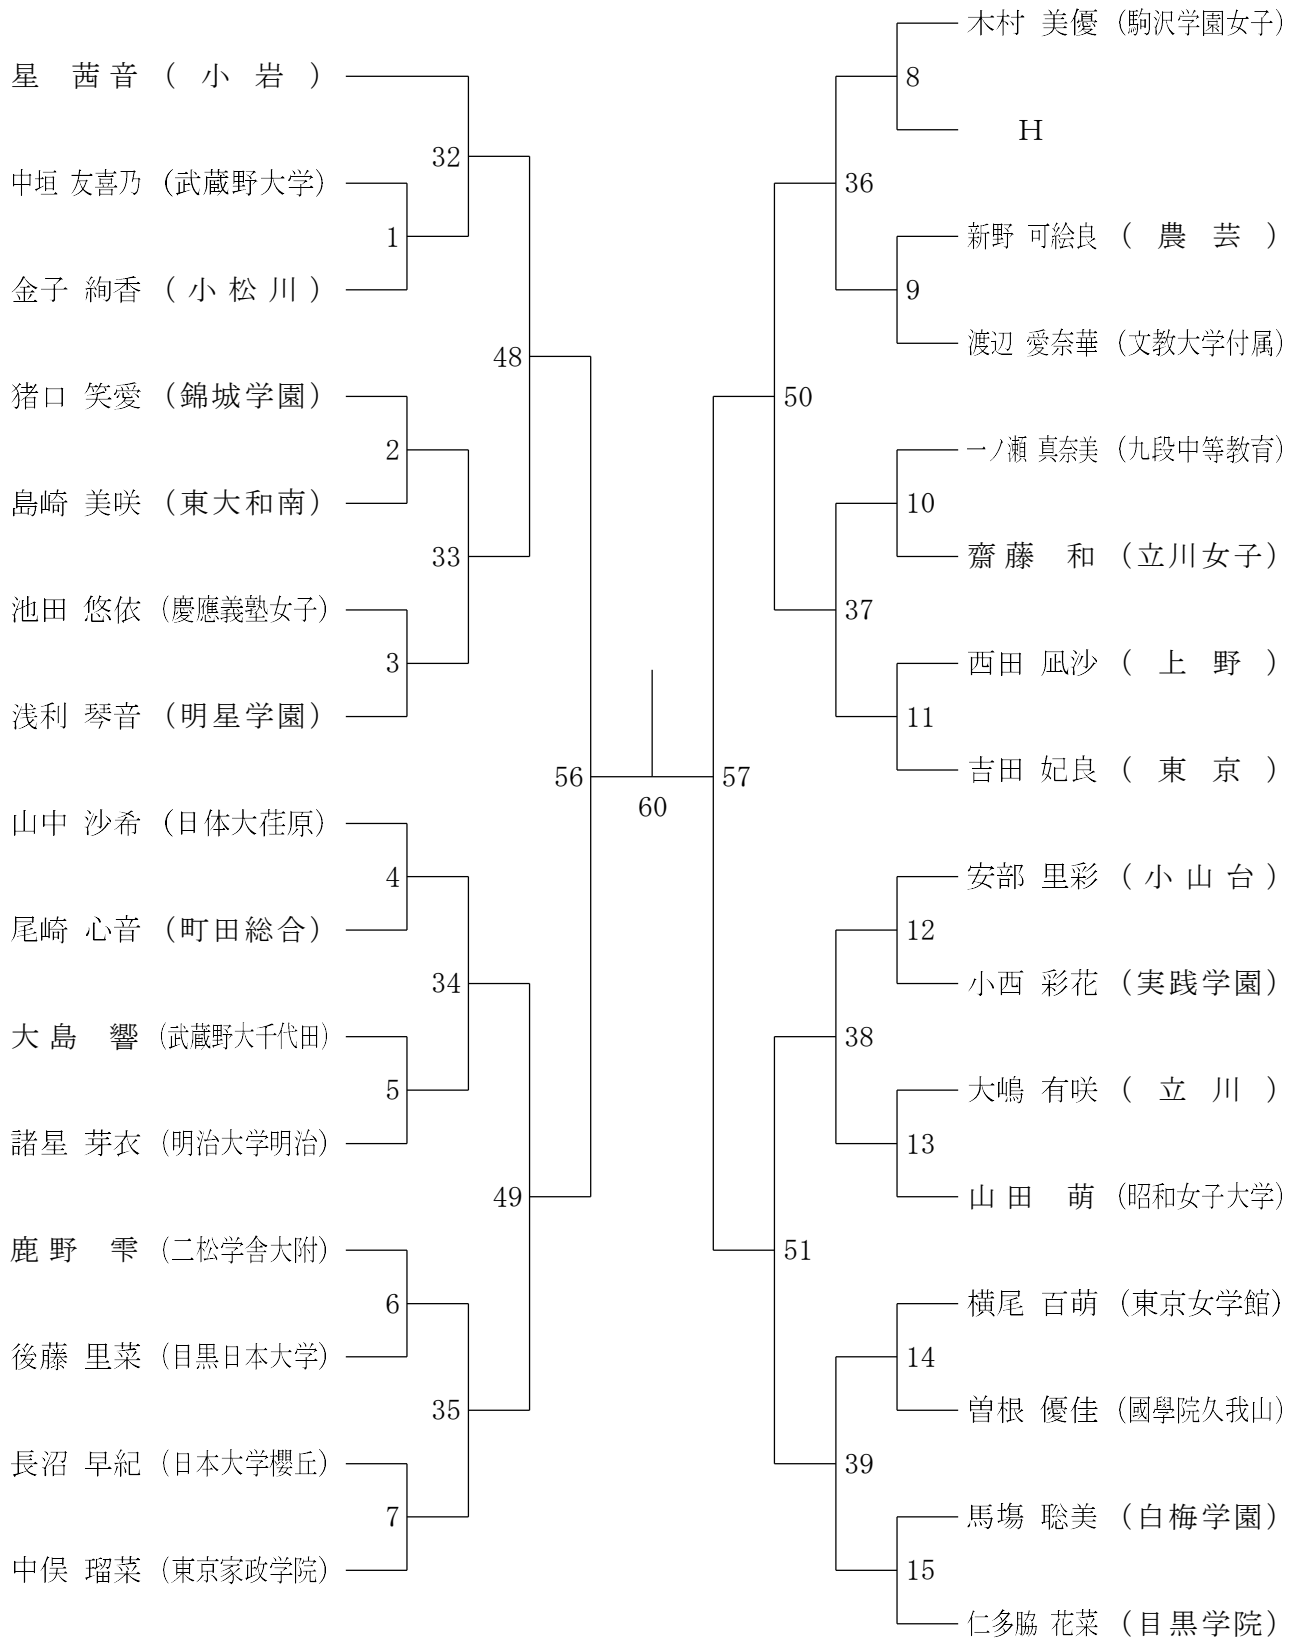 星 茜音 ( 小岩 )
32
中垣 友喜乃 (武蔵野大学)
1
金子 絢香 (小松川)
48
猪口 笑愛 (錦城学園)
2
島崎 美咲 (東大和南)
33
池田 悠依 (慶應義塾女子)
3
浅利 琴音 (明星学園)
56
山中 沙希 (日体大荏原)
4
尾崎 心音 (町田総合)
34
大島 響 (武蔵野大千代田)
5
諸星 芽衣 (明治大学明治)
49
鹿野 雫 (二松学舎大附)
6
後藤 里菜 (目黒日本大学)
35
長沼 早紀 (日本大学櫻丘)
7
中俣 瑠菜 (東京家政学院)
60
木村 美優 (駒沢学園女子)
8
H
36
新野 可絵良 ( 農芸 )
9
渡辺 愛奈華 (文教大学付属)
50
一ノ瀬 真奈美 (九段中等教育)
10
齋藤 和 (立川女子)
37
西田 凪沙 ( 上野 )
11
吉田 妃良 ( 東京 )
57
安部 里彩 (小山台)
12
小西 彩花 (実践学園)
38
大嶋 有咲 ( 立川 )
13
山田 萌 (昭和女子大学)
51
横尾 百萌 (東京女学館)
14
曽根 優佳 (國學院久我山)
39
馬塲 聡美 (白梅学園)
15
仁多脇 花菜 (目黒学院)